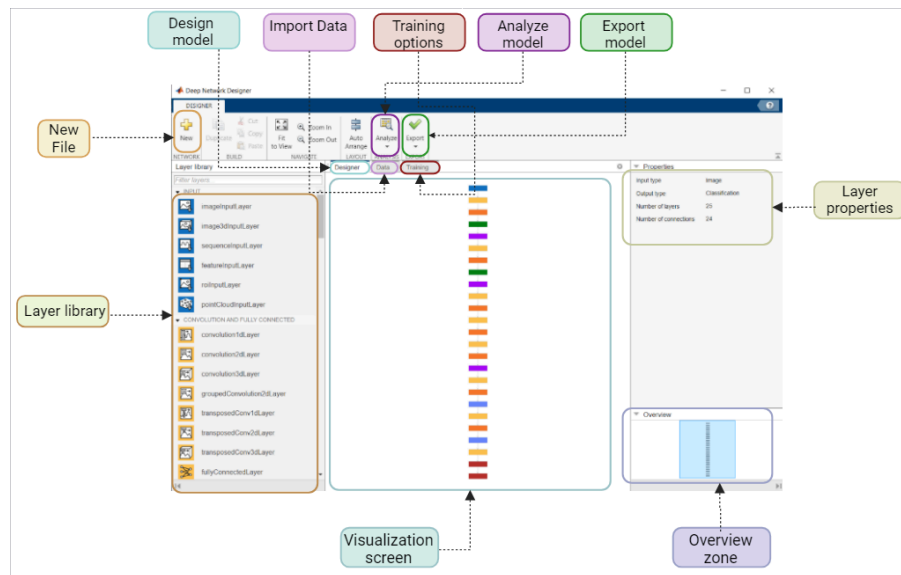 Design
model
Import Data
Training
options
Analyze
model
Export
model
Deep Network Designer
DESIGNER
New
File
New
Duplicate
Cut
Copy
Paste
Fit
to View
Zoom In
Zoom Out
Auto
Arrange
Analyze
Export
NETWORK
BUILD
NAVIGATE
LAYOUT
Layer library
Designer
Data
Training
Properties
Filter layers...
INPUT
imageInputLayer
image3dInputLayer
sequenceInputLayer
featureInputLayer
roiInputLayer
pointCloudInputLayer
CONVOLUTION AND FULLY CONNECTED
convolution1dLayer
convolution2dLayer
convolution3dLayer
groupedConvolution2dLayer
transposedConv1dLayer
transposedConv2dLayer
transposedConv3dLayer
fullyConnectedLayer
Input type Image
Output type Classification
Number of layers 25
Number of connections 24
Layer
properties
Layer library
Overview
Visualization
screen
Overview
zone